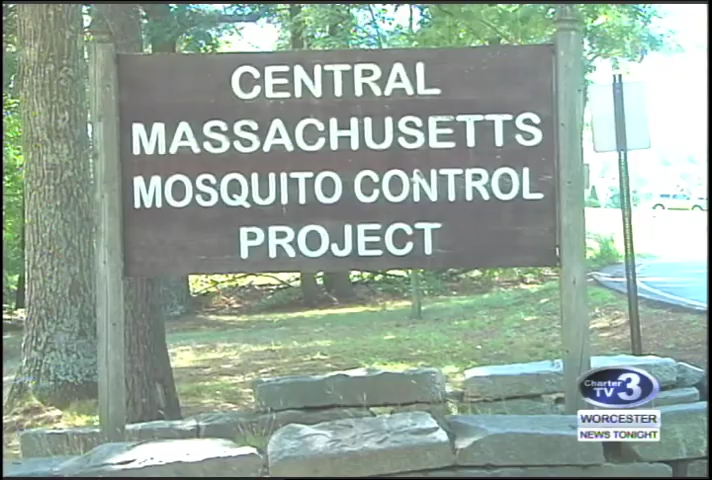 CENTRAL
MASSACHUSETTS
MOSQUITO CONTROL
PROJECT
Charter
TV 3
WORCESTER
NEWS TONIGHT